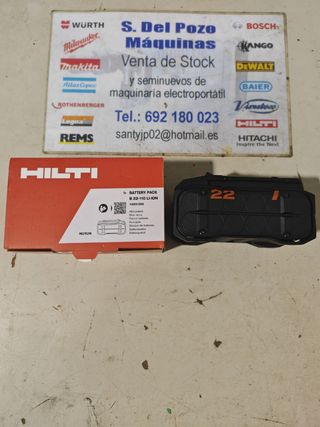 WÜRTH
Milwaukee
makita
Atlas Copco
ROTHENBERGER
Legna
REMS
S. Del Pozo
Máquinas
Venta de Stock
y seminuevos de
maquinaria electroportátil
Tel.: 692 180 023
santyjp02@hotmail.es
BOSCH
KANGO
DEWALT
BAIER
Virutex
HILTI
HITACHI
Inspire the Next
HILTI
1x BATTERY PACK
B 22-110 LI-ION
22